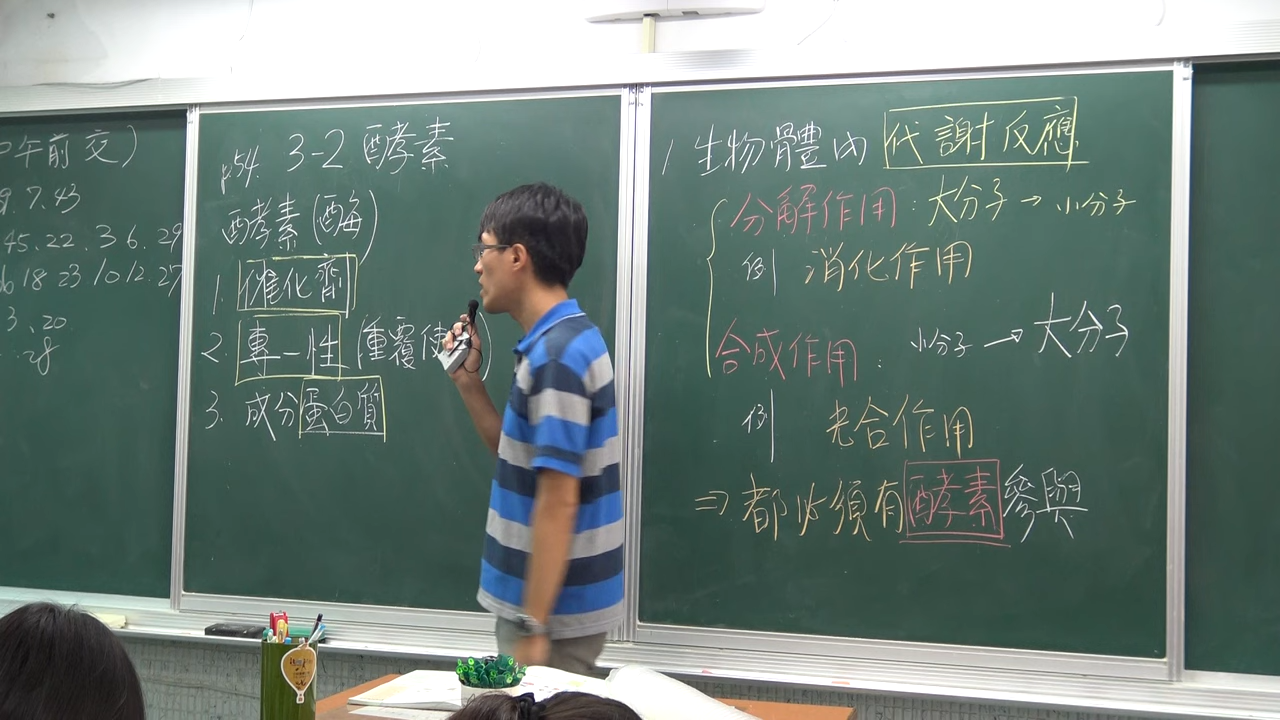 午前交)
7.43
45.22.36.29
18 23 10 12.27
3、20
28
p54. 3-2 酵素
酵素(酶)
1. 催化劑
2. 專一性 (重覆使)
3. 成分蛋白質
1 生物體內 代謝反應
分解作用:大分子→小分子
例 消化作用
合成作用: 小分子→大分子
例 光合作用
⇒都必須有酵素參與